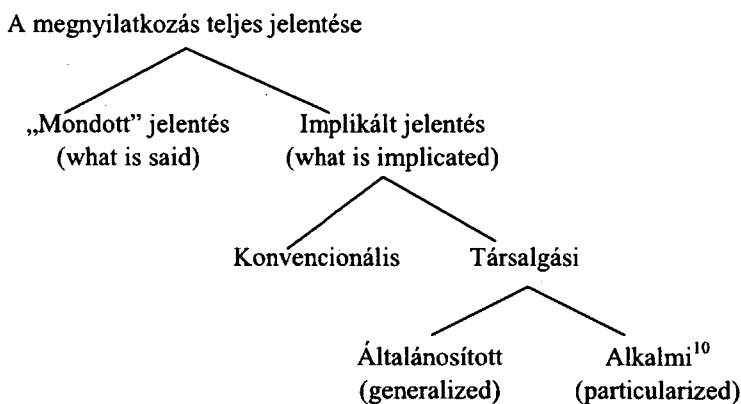 A megnyilatkozás teljes jelentése
„Mondott” jelentés Implikált jelentés
(what is said) (what is implicated)
Konvencionális Társalgási
Általánosított Alkalmi¹⁰
(generalized) (particularized)